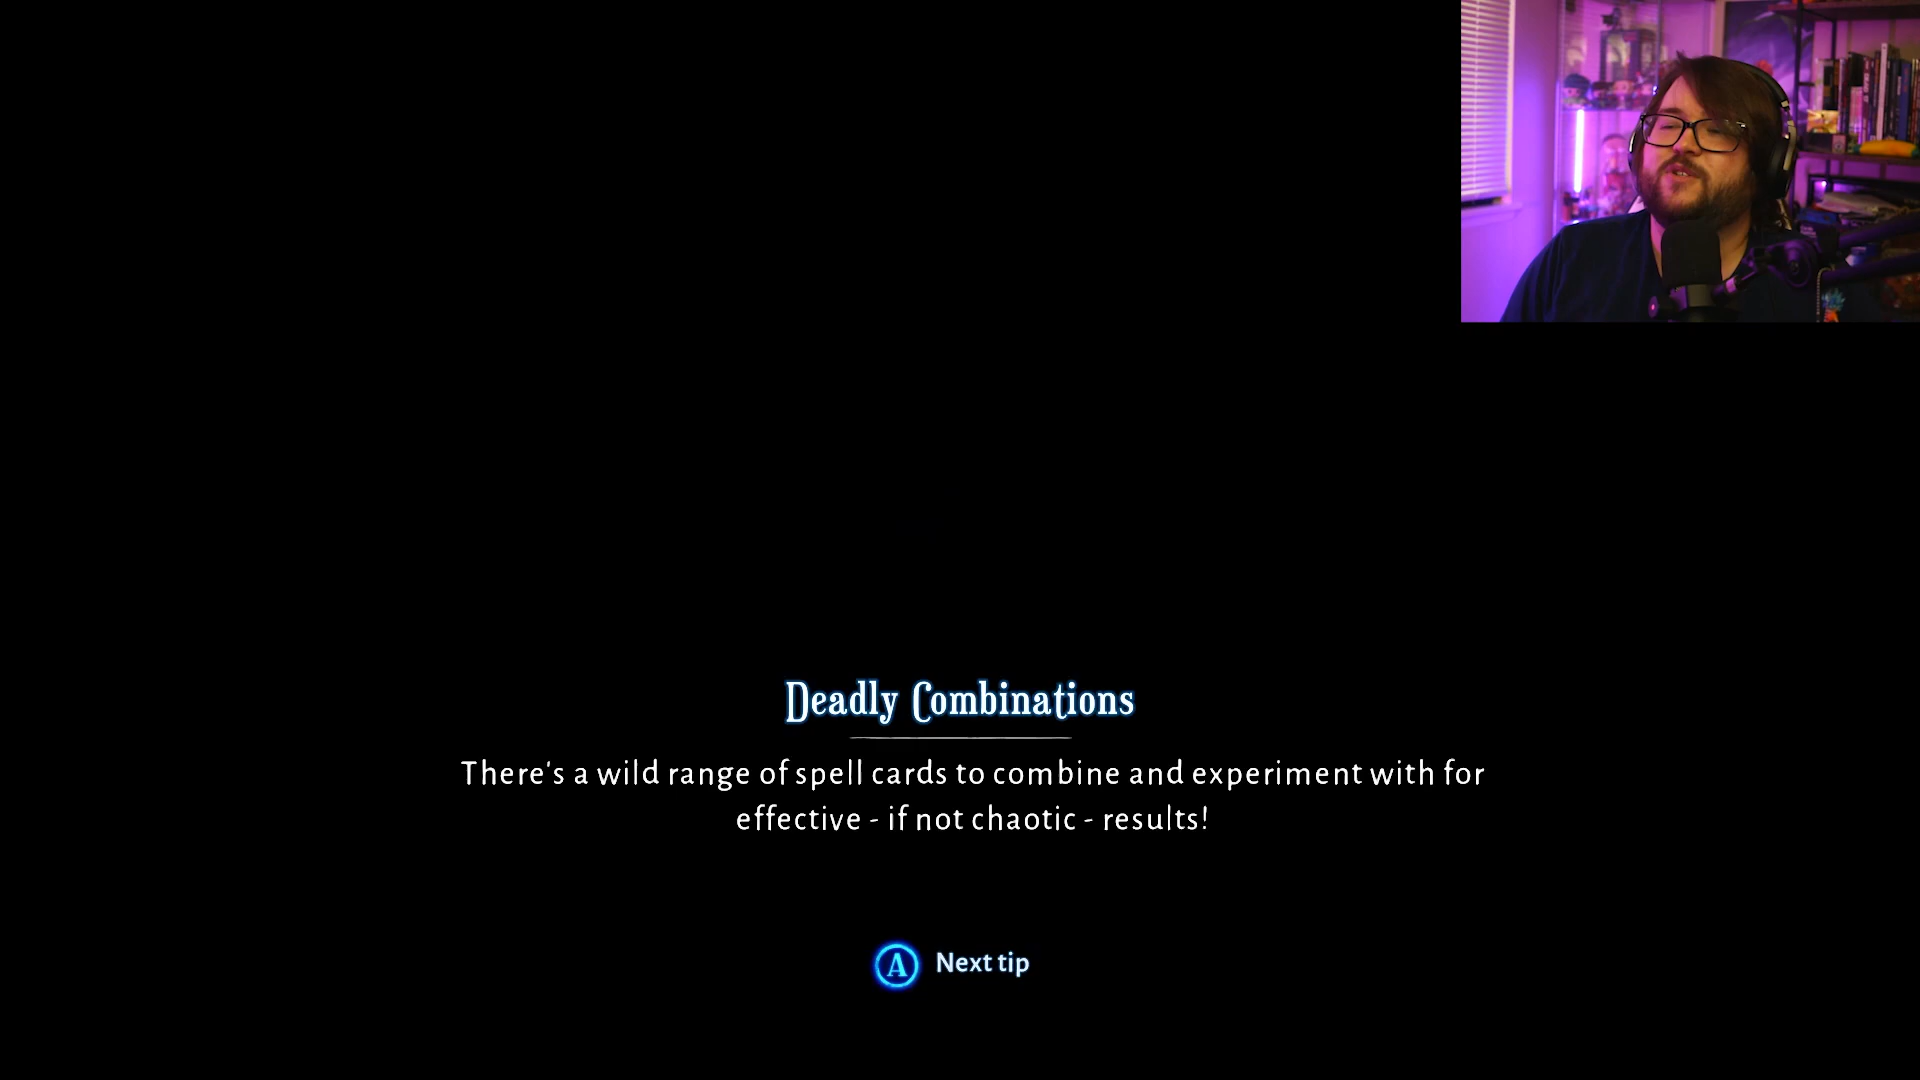 Deadly Combinations
There's a wild range of spell cards to combine and experiment with for
effective - if not chaotic - results!
A Next tip